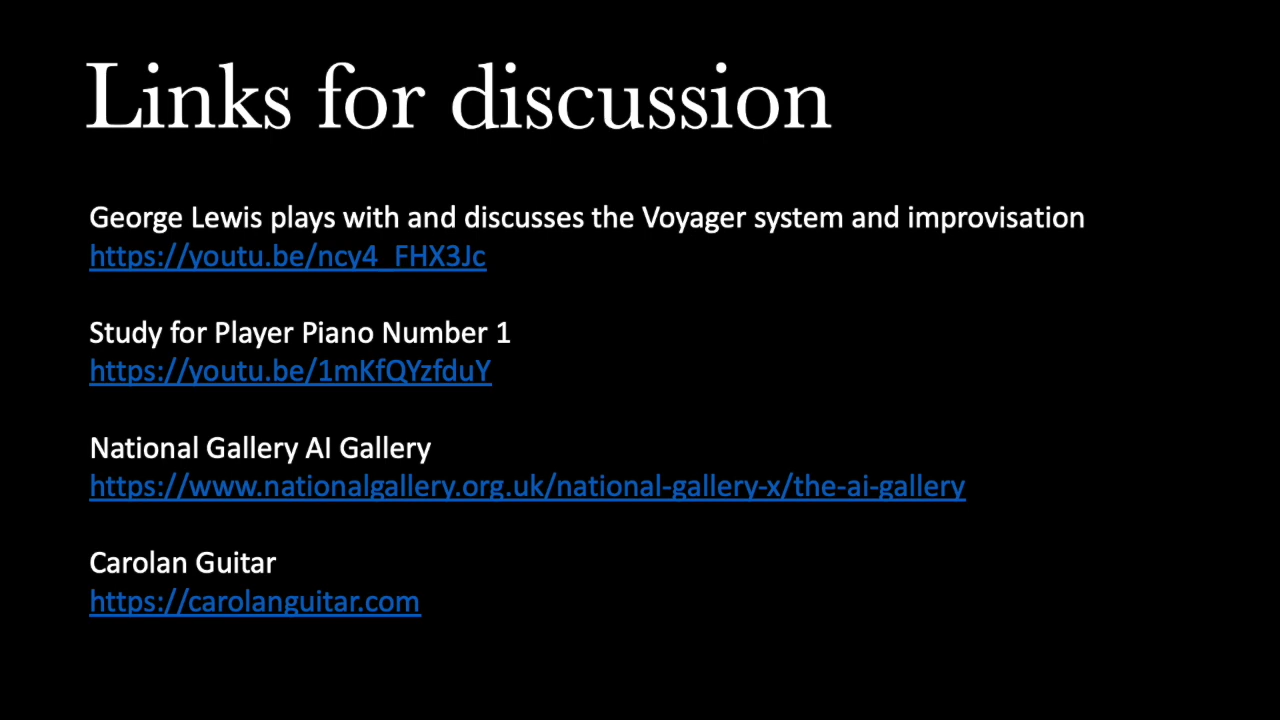 Links for discussion
George Lewis plays with and discusses the Voyager system and improvisation
https://youtu.be/ncy4_FHX3Jc
Study for Player Piano Number 1
https://youtu.be/1mKfQYzfduY
National Gallery AI Gallery
https://www.nationalgallery.org.uk/national-gallery-x/the-ai-gallery
Carolan Guitar
https://carolanguitar.com